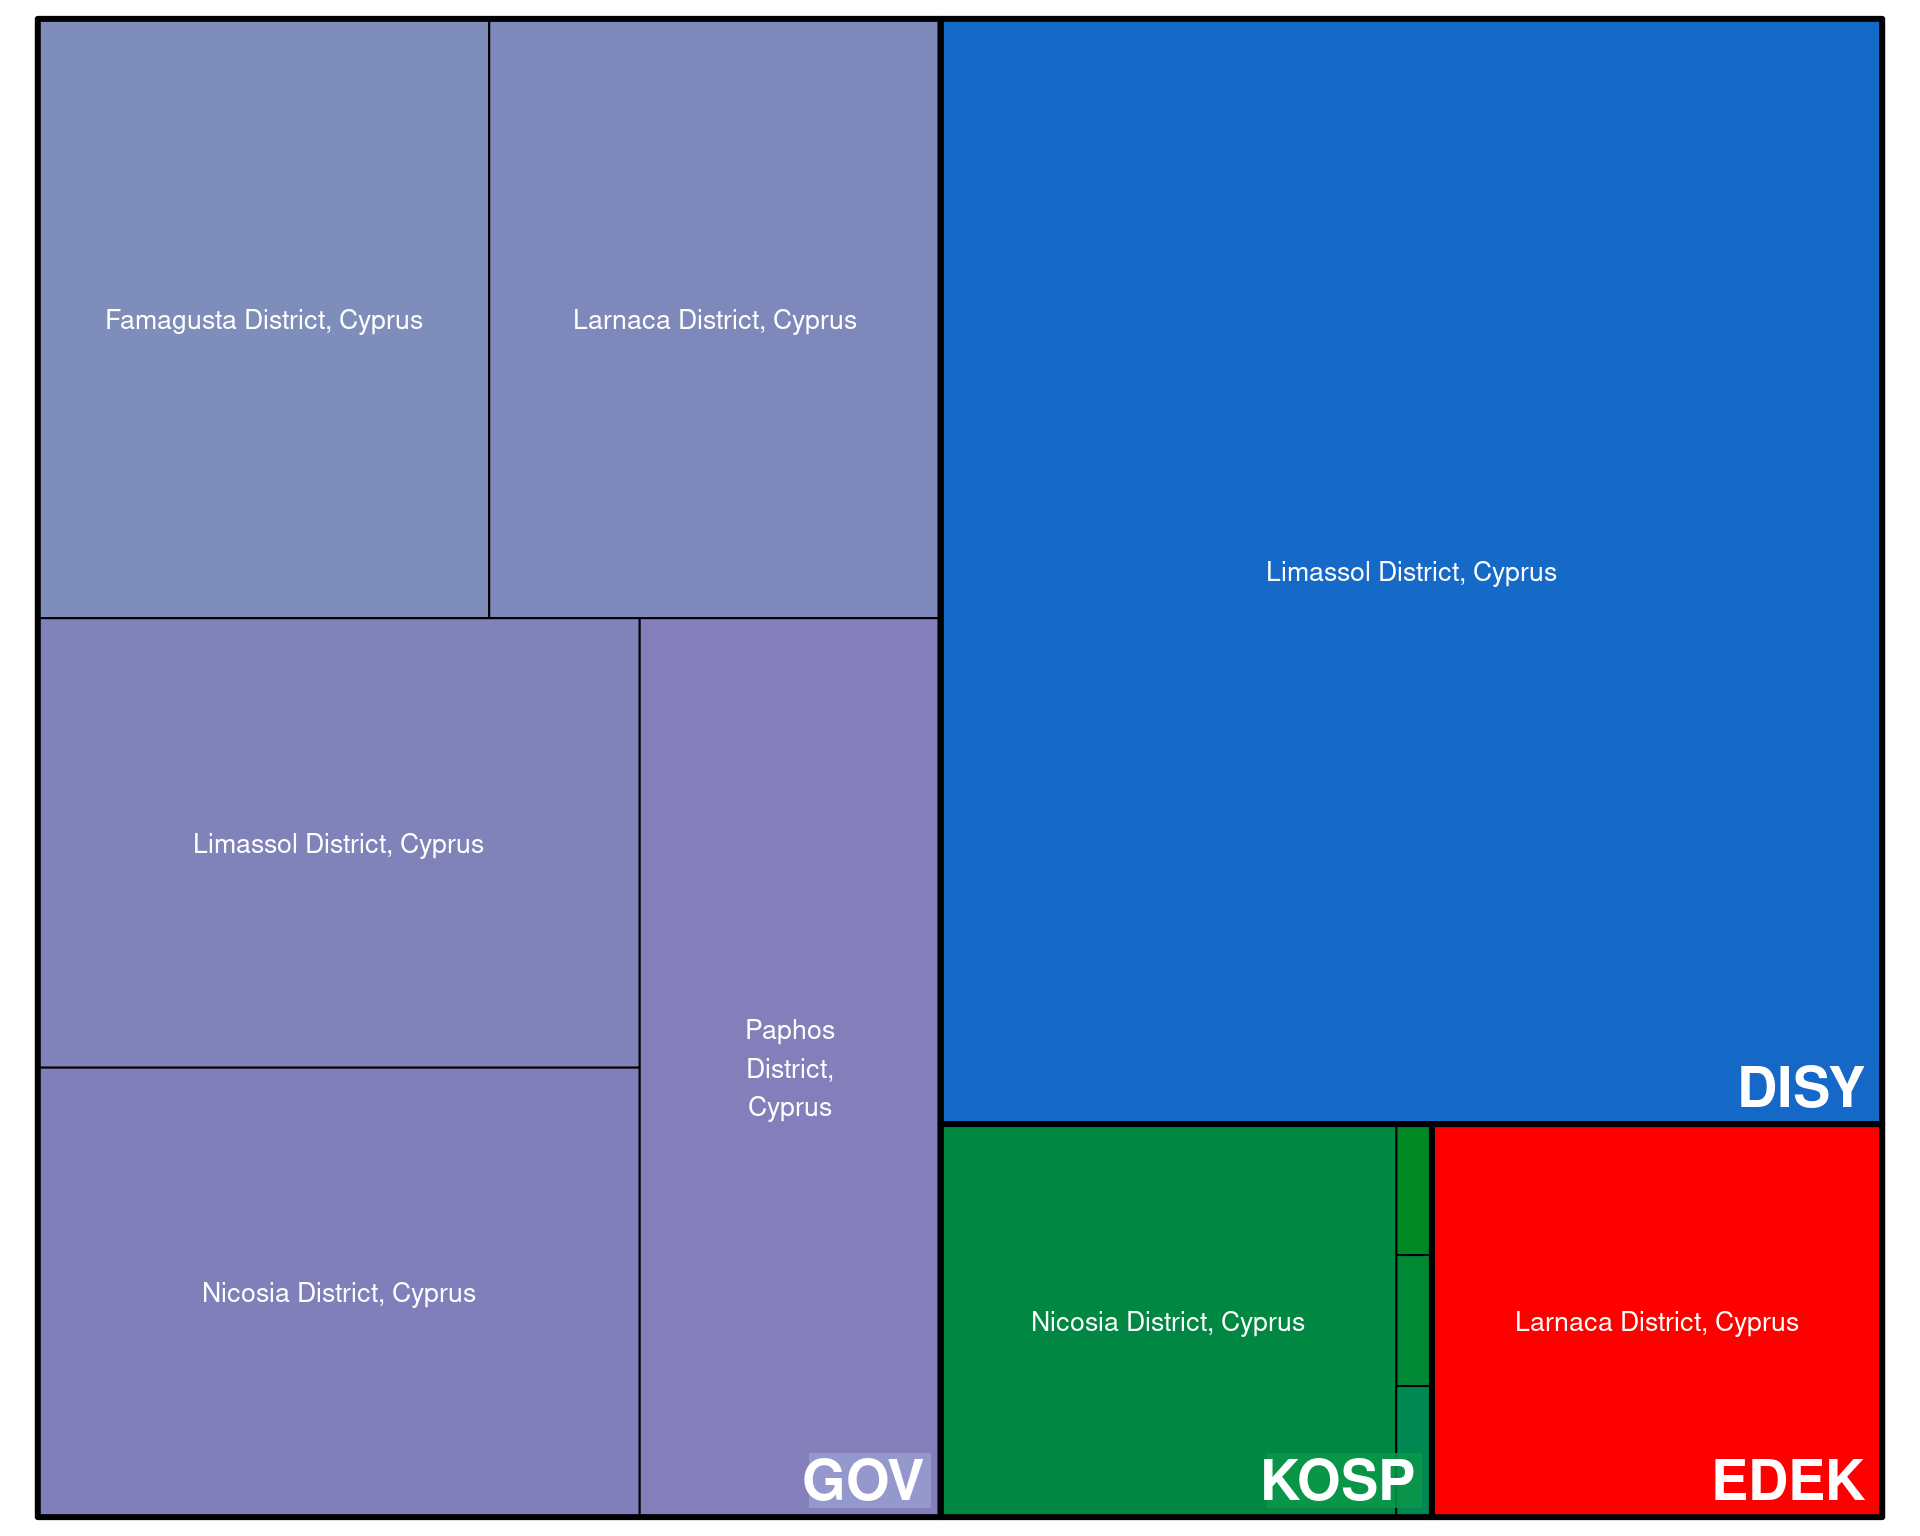 Famagusta District, Cyprus
Larnaca District, Cyprus
Limassol District, Cyprus
Nicosia District, Cyprus
Paphos
District,
Cyprus
GOV
Limassol District, Cyprus
DISY
Nicosia District, Cyprus
KOSP
Larnaca District, Cyprus
EDEK